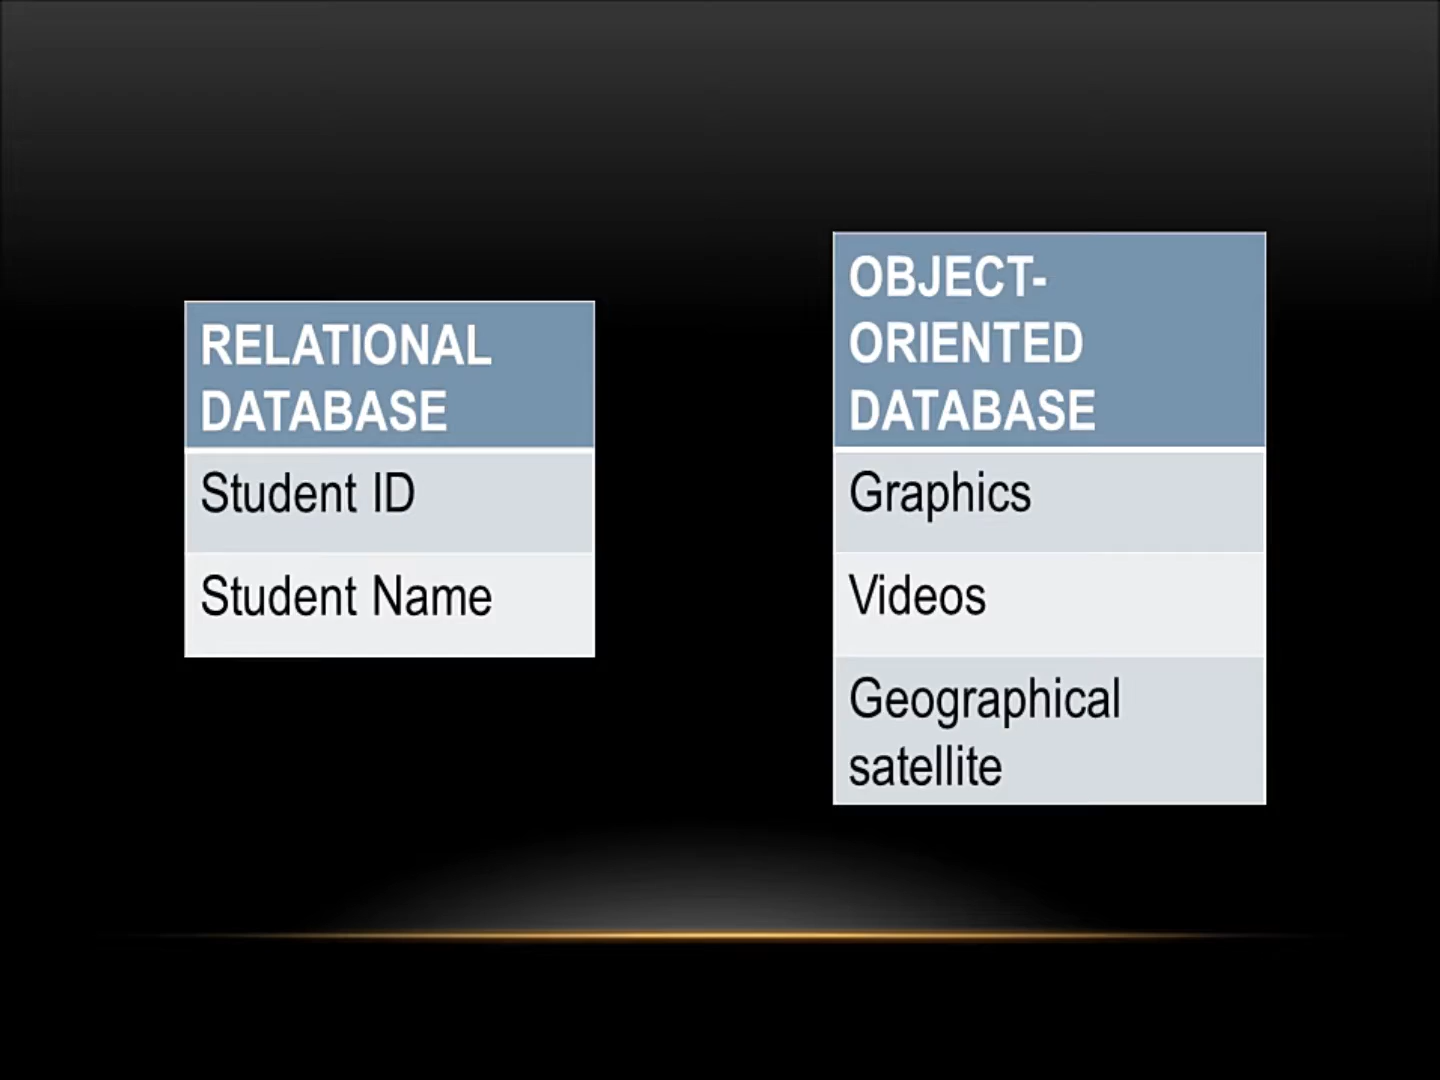 RELATIONAL
DATABASE
Student ID
Student Name
OBJECT-
ORIENTED
DATABASE
Graphics
Videos
Geographical
satellite